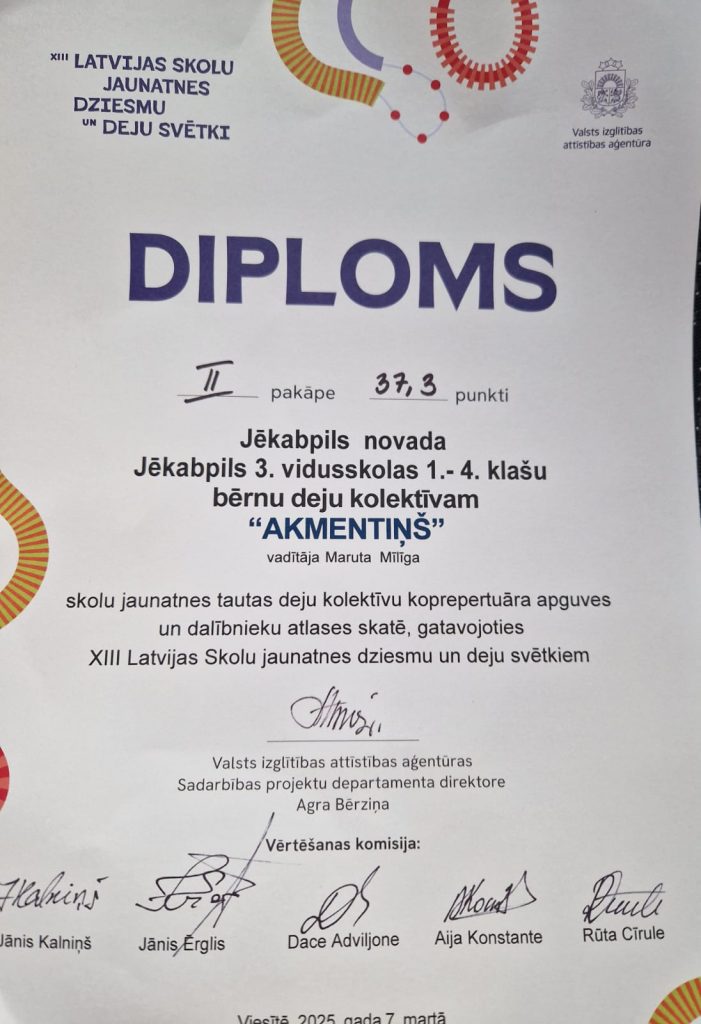 XIII LATVIJAS SKOLU
JAUNATNES
DZIESMU
UN DEJU SVĒTKI
Valsts izglītības
attīstības aģentūra
DIPLOMS
II pakāpe 37,3 punkti
Jēkabpils novada
Jēkabpils 3. vidusskolas 1.- 4. klašu
bērnu deju kolektīvam
“AKMENTIŅŠ”
vadītāja Maruta Mīlīga
skolu jaunatnes tautas deju kolektīvu koprepertuāra apguves
un dalībnieku atlases skatē, gatavojoties
XIII Latvijas Skolu jaunatnes dziesmu un deju svētkiem
Valsts izglītības attīstības aģentūras
Sadarbības projektu departamenta direktore
Agra Bērziņa
Vērtēšanas komisija:
Jānis Kalniņš Jānis Ērglis Dace Adviljone Aija Konstante Rūta Cīrule
Viesītē, 2025. gada 7. martā